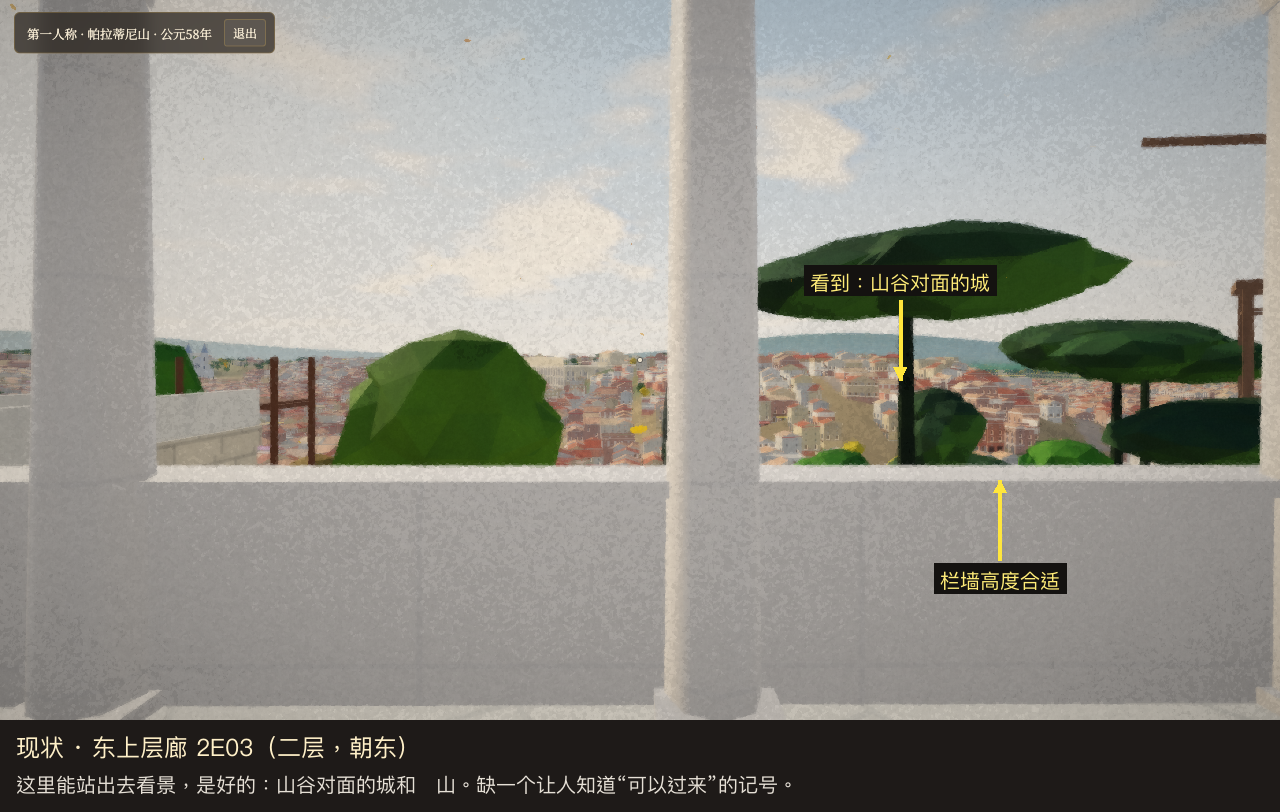 第一人称 · 帕拉蒂尼山 · 公元58年 退出
看到：山谷对面的城
栏墙高度合适
现状 · 东上层廊 2E03（二层，朝东）
这里能站出去看景，是好的：山谷对面的城和　山。缺一个让人知道“可以过来”的记号。